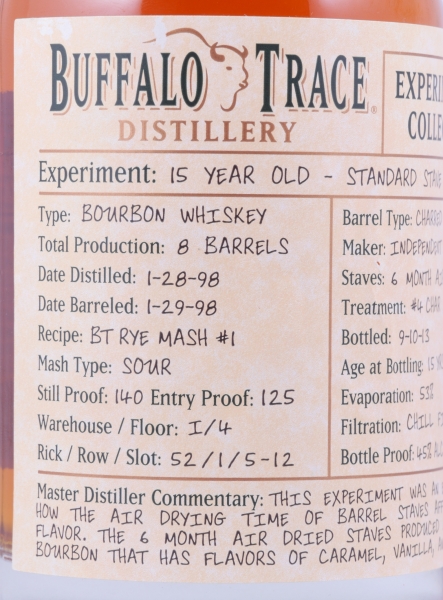 BUFFALO TRACE
DISTILLERY
Experiment: 15 YEAR OLD - STANDARD STAVE
Type: BOURBON WHISKEY
Total Production: 8 BARRELS
Date Distilled: 1-28-98
Date Barreled: 1-29-98
Recipe: BT RYE MASH #1
Mash Type: SOUR
Still Proof: 140 Entry Proof: 125
Warehouse / Floor: I/4
Rick / Row / Slot: 52/1/5-12
Barrel Type:
Maker: INDEPENDENT
Staves: 6 MONTH
Treatment: #4 CHAR
Bottled: 9-10-13
Age at Bottling: 15
Evaporation: 53%
Filtration: CHILL
Bottle Proof: 45%
Master Distiller Commentary: THIS EXPERIMENT WAS AN
HOW THE AIR DRYING TIME OF BARREL STAVES
FLAVOR. THE 6 MONTH AIR DRIED STAVES PRODUCED
BOURBON THAT HAS FLAVORS OF CARAMEL, VANILLA,